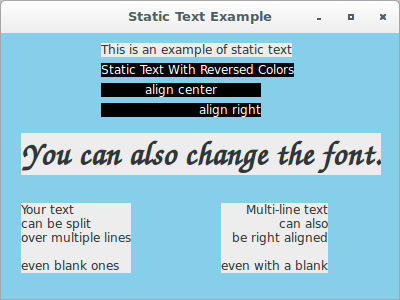 Static Text Example
This is an example of static text
Static Text With Reversed Colors
align center
align right
You can also change the font.
Your text
can be split
over multiple lines

even blank ones
Multi-line text
can also
be right aligned

even with a blank